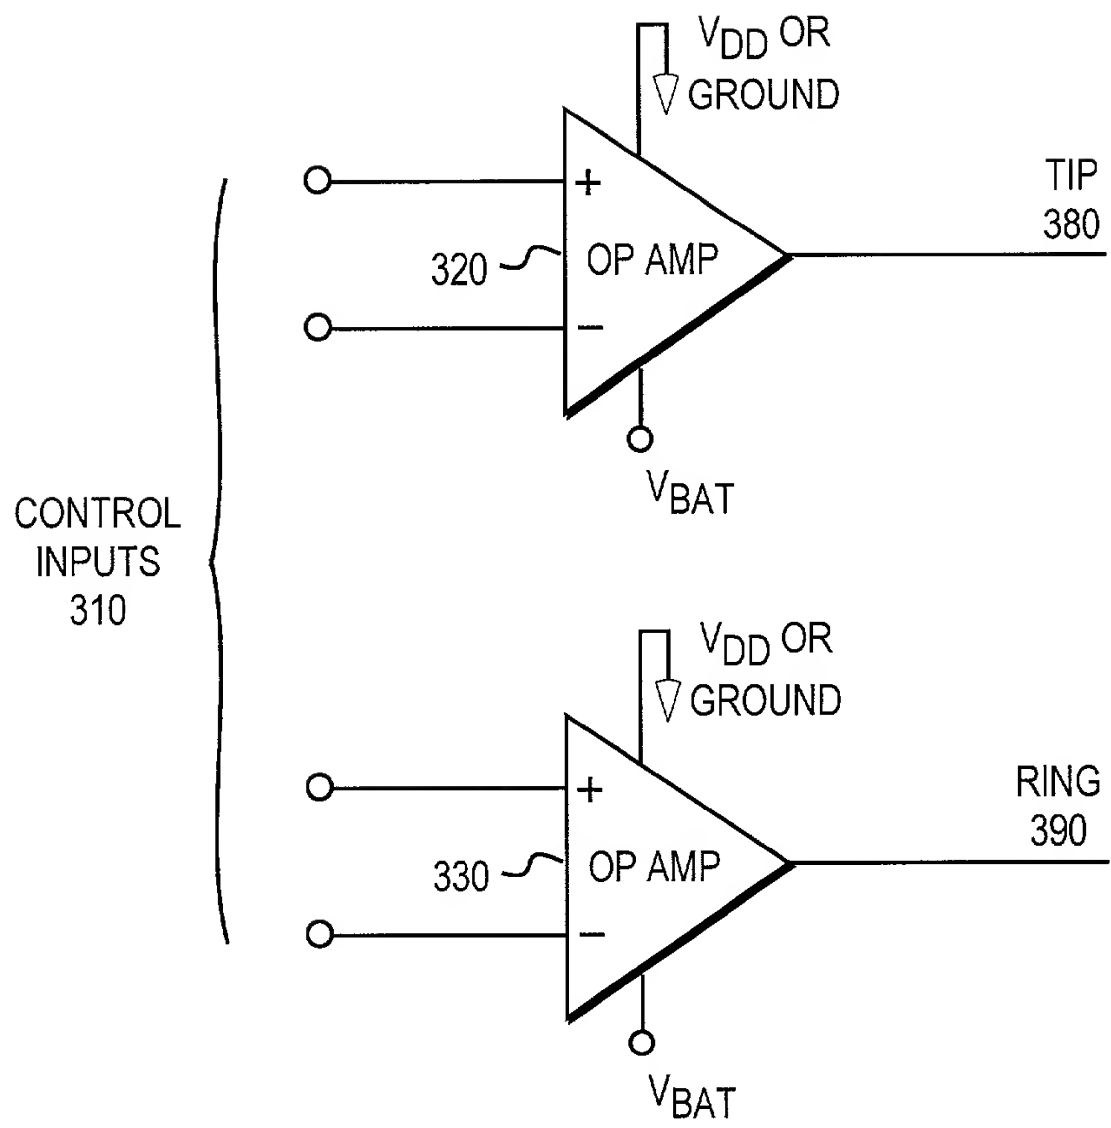 VDD OR
GROUND
TIP
380
+
320
OP AMP
−
VBAT
CONTROL
INPUTS
310
VDD OR
GROUND
RING
390
+
330
OP AMP
−
VBAT